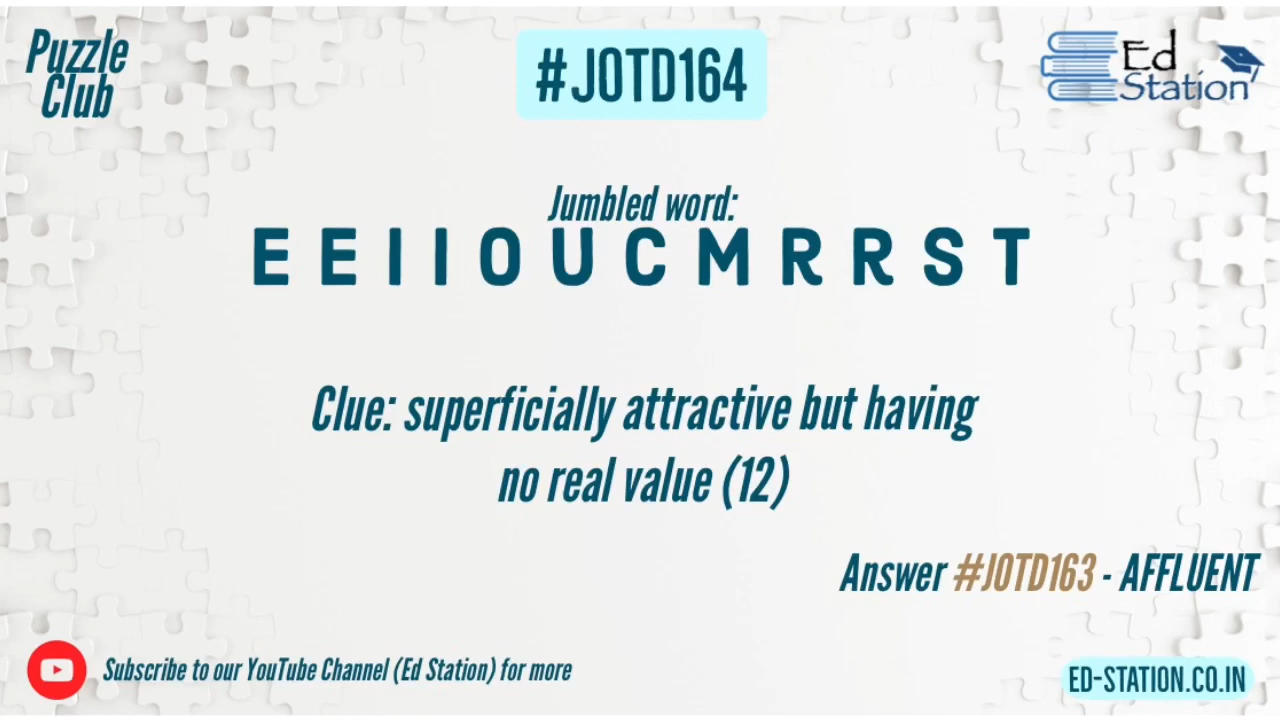 Puzzle
Club
#JOTD164
Ed
Station
Jumbled word:
E E I I O U C M R R S T
Clue: superficially attractive but having
no real value (12)
Answer #JOTD163 - AFFLUENT
Subscribe to our YouTube Channel (Ed Station) for more
ED-STATION.CO.IN